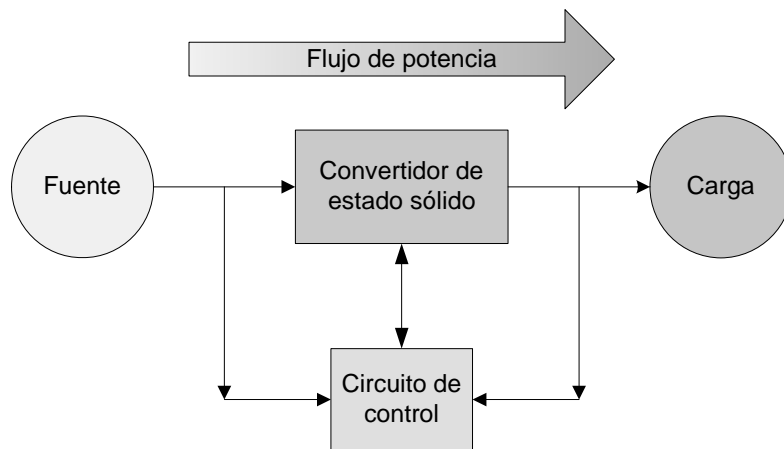 Flujo de potencia
Fuente
Convertidor de
estado sólido
Carga
Circuito de
control